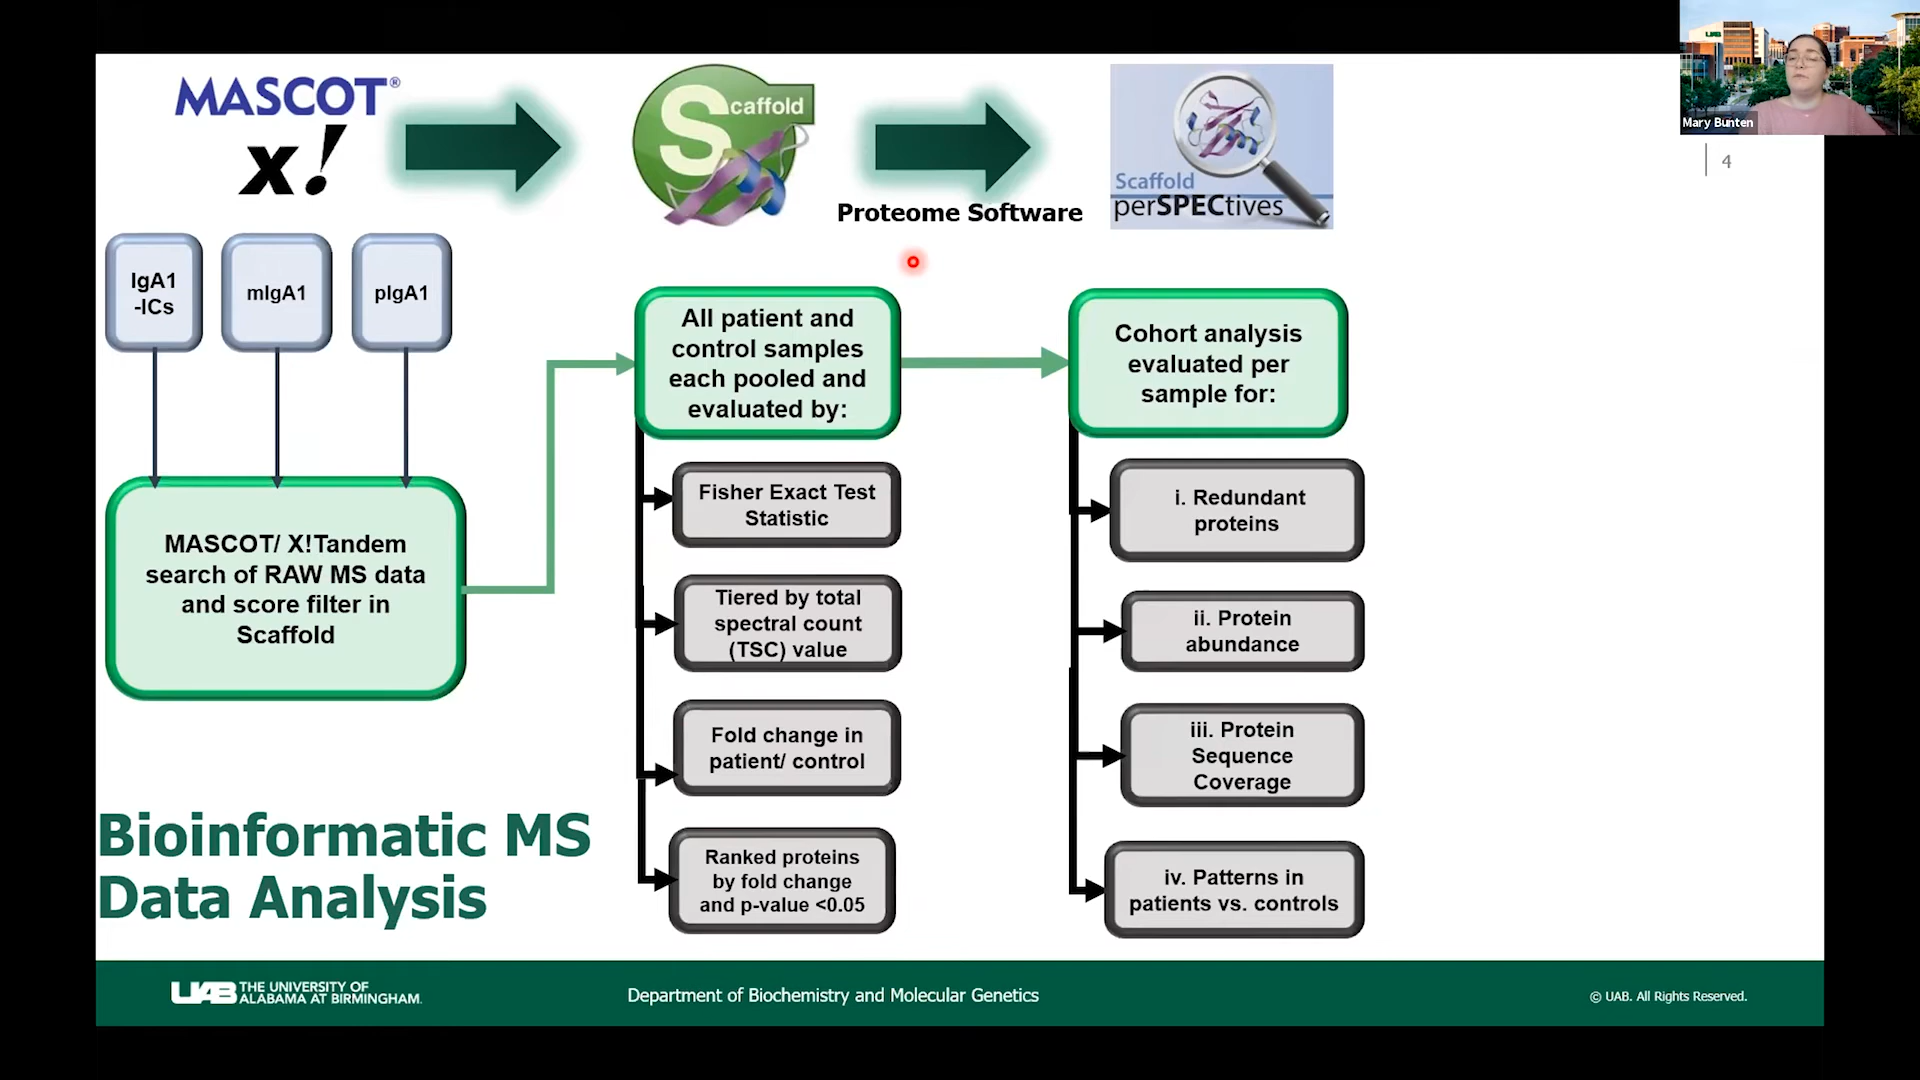 MASCOT®
x!
Scaffold
Proteome Software
Scaffold
perSPECtives
UAB
Mary Bunten
4
IgA1
-ICs
mIgA1
pIgA1
MASCOT/ X!Tandem
search of RAW MS data
and score filter in
Scaffold
All patient and
control samples
each pooled and
evaluated by:
Fisher Exact Test
Statistic
Tiered by total
spectral count
(TSC) value
Fold change in
patient/ control
Ranked proteins
by fold change
and p-value <0.05
Cohort analysis
evaluated per
sample for:
i. Redundant
proteins
ii. Protein
abundance
iii. Protein
Sequence
Coverage
iv. Patterns in
patients vs. controls
Bioinformatic MS
Data Analysis
UAB THE UNIVERSITY OF
ALABAMA AT BIRMINGHAM.
Department of Biochemistry and Molecular Genetics
© UAB. All Rights Reserved.